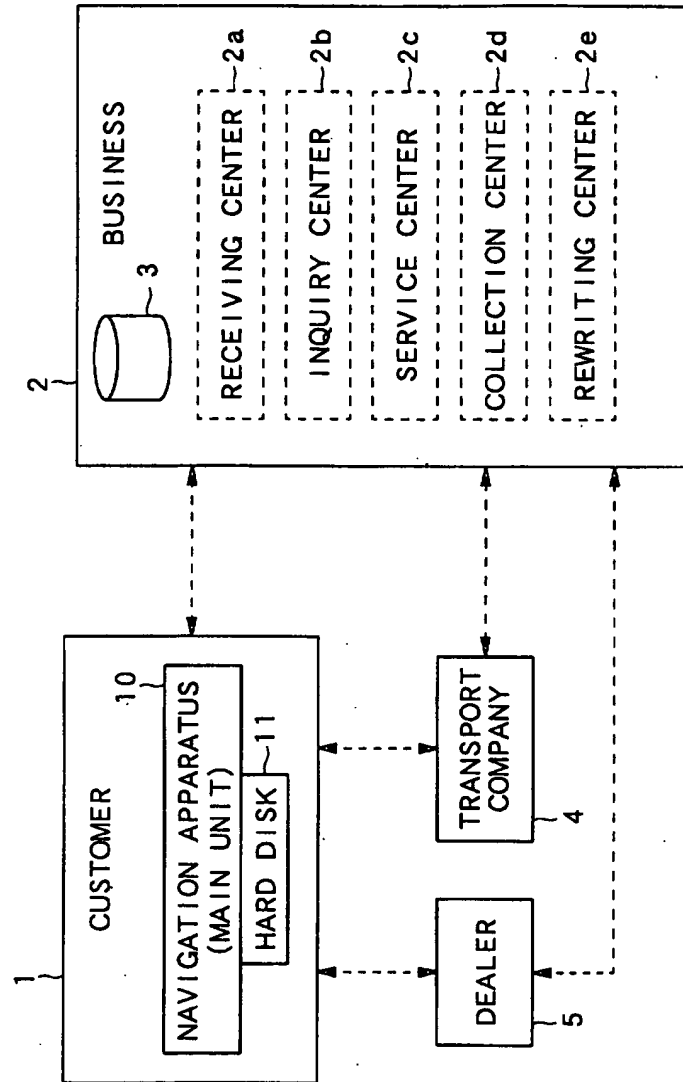 1
CUSTOMER
10
NAVIGATION APPARATUS
(MAIN UNIT)
11
HARD DISK
2
BUSINESS
3
RECEIVING CENTER
2a
INQUIRY CENTER
2b
SERVICE CENTER
2c
COLLECTION CENTER
2d
REWRITING CENTER
2e
DEALER
5
TRANSPORT
COMPANY
4